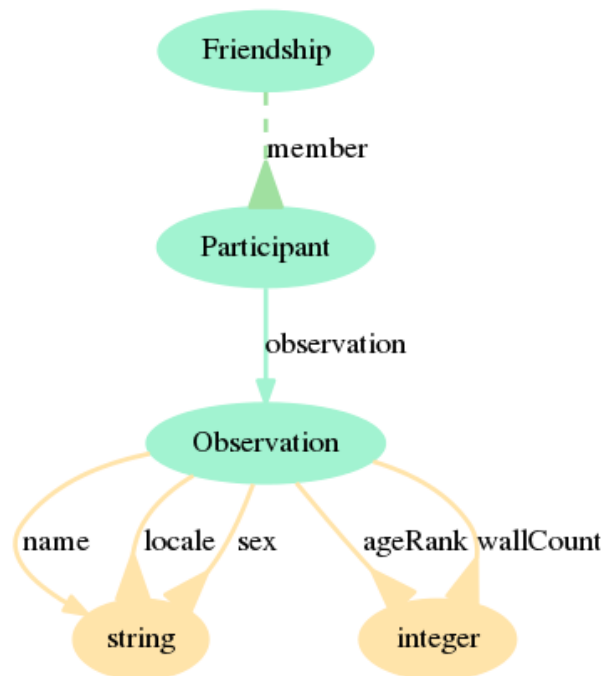 Friendship
member
Participant
observation
Observation
name
locale
sex
ageRank
wallCount
string
integer